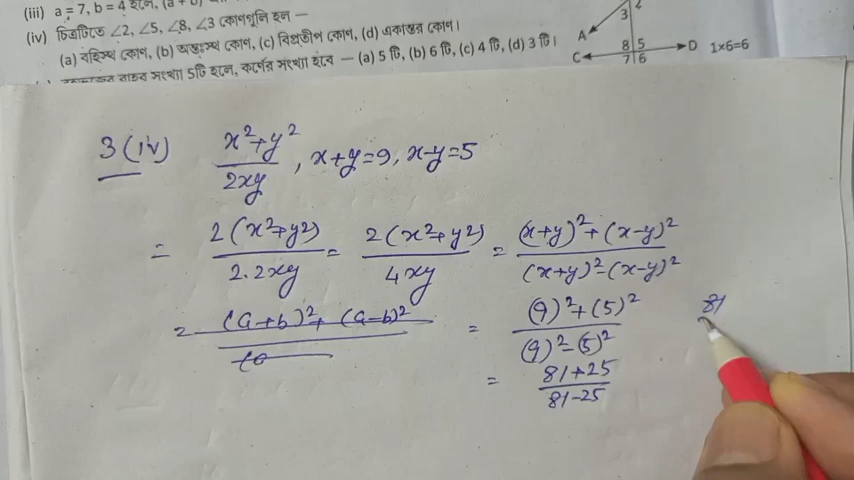 (iii) a = 7, b = 4 হলে, (a + b)
(iv) চিত্রটিতে ∠2, ∠5, ∠8, ∠3 কোণগুলি হল —
(a) বহিস্থ কোণ, (b) অন্তঃস্থ কোণ, (c) বিপ্রতীপ কোণ, (d) একান্তর কোণ।
বাহুর সংখ্যা 5টি হলে, কর্ণের সংখ্যা হবে — (a) 5 টি, (b) 6 টি, (c) 4 টি, (d) 3 টি।
3
A
8 5
C D 1×6=6
7 6
3(iv) x²+y² / 2xy , x+y=9, x-y=5
= 2(x²+y²) / 2.2xy = 2(x²+y²) / 4xy = (x+y)²+(x-y)² / (x+y)²-(x-y)²
= (a+b)²+(a-b)² = (9)²+(5)² / (9)²-(5)² 81
= 81+25 / 81-25